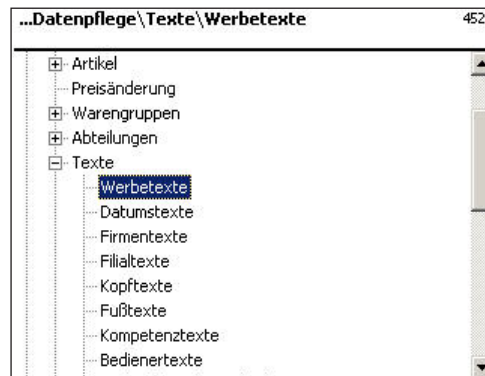 ...Datenpflege\Texte\Werbetexte 452
Artikel
Preisänderung
Warengruppen
Abteilungen
Texte
Werbetexte
Datumstexte
Firmentexte
Filialtexte
Kopftexte
Fußtexte
Kompetenztexte
Bedienertexte